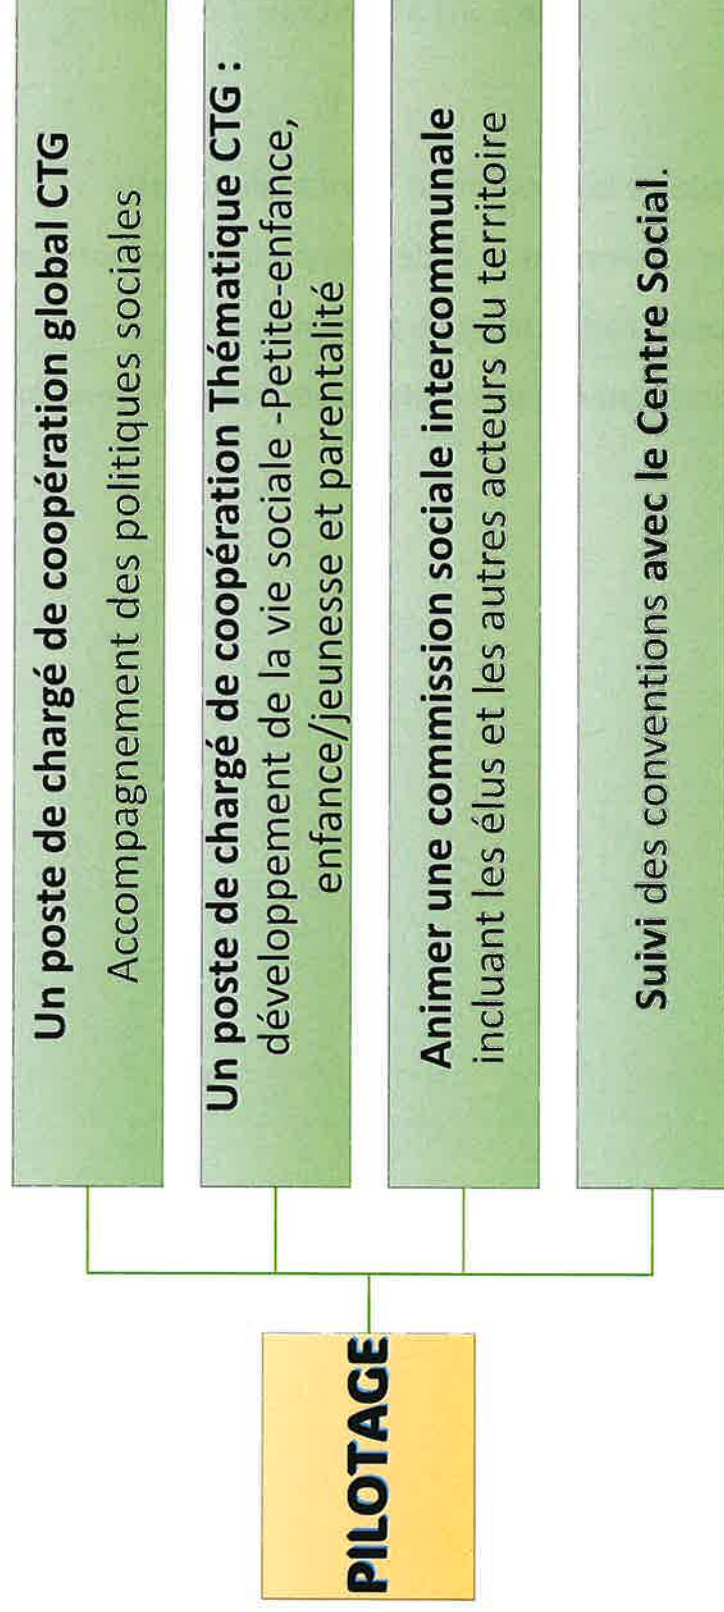 PILOTAGE
Un poste de chargé de coopération global CTG
Accompagnement des politiques sociales
Un poste de chargé de coopération Thématique CTG :
développement de la vie sociale -Petite-enfance,
enfance/jeunesse et parentalité
Animer une commission sociale intercommunale
incluant les élus et les autres acteurs du territoire
Suivi des conventions avec le Centre Social.